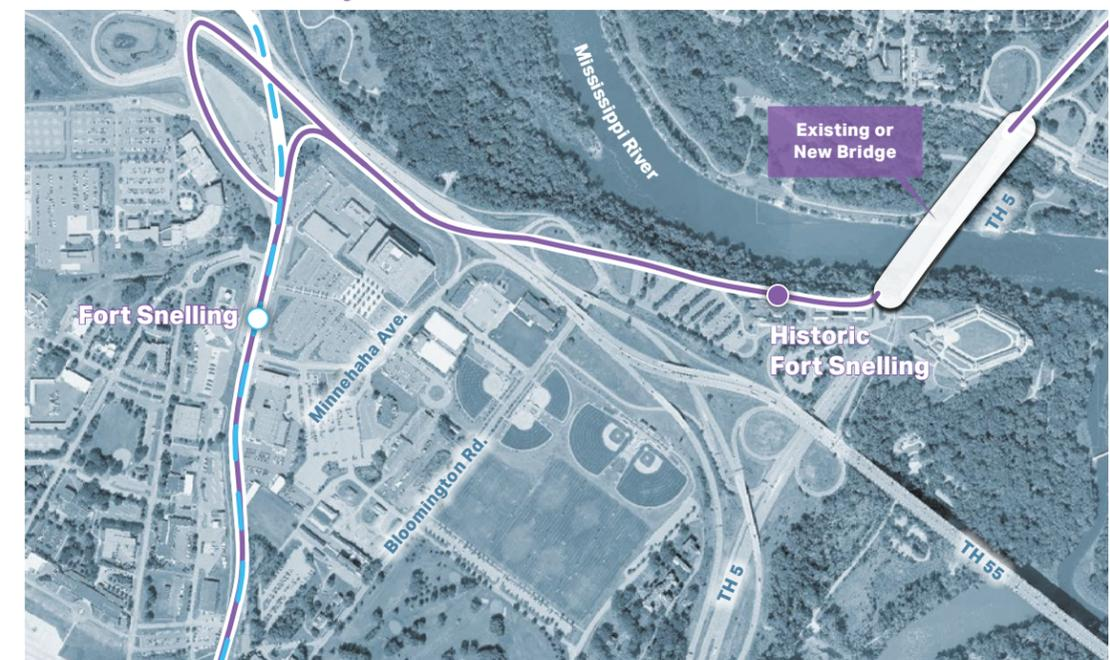 Mississippi River
Existing or
New Bridge
TH 5
Fort Snelling
Historic
Fort Snelling
Minnehaha Ave.
Bloomington Rd.
TH 5
TH 55